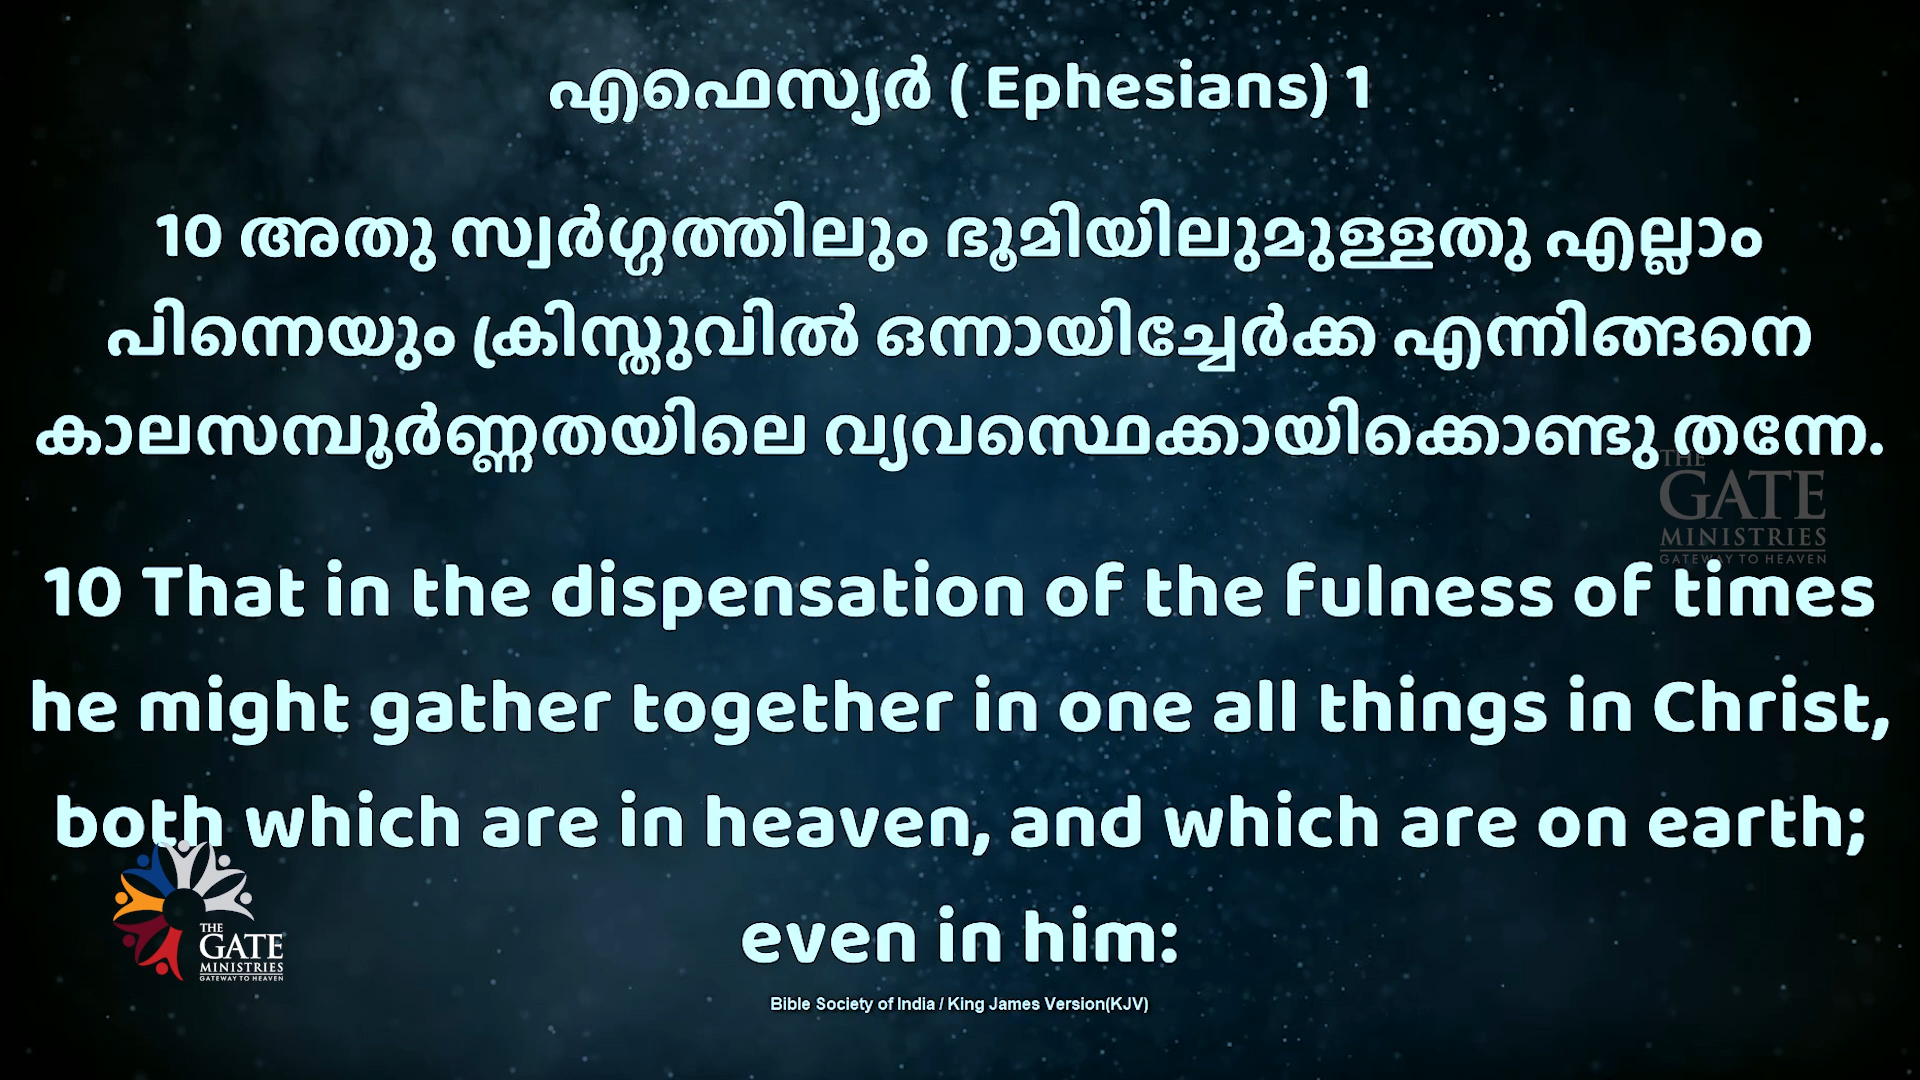 എഫെസ്യർ ( Ephesians) 1
10 അതു സ്വർഗ്ഗത്തിലും ഭൂമിയിലുമുള്ളതു എല്ലാം
പിന്നെയും ക്രിസ്തുവിൽ ഒന്നായിച്ചേർക്ക എന്നിങ്ങനെ
കാലസമ്പൂർണ്ണതയിലെ വ്യവസ്ഥെക്കായിക്കൊണ്ടു തന്നേ.
THE
GATE
MINISTRIES
GATEWAY TO HEAVEN
10 That in the dispensation of the fulness of times
he might gather together in one all things in Christ,
both which are in heaven, and which are on earth;
even in him:
THE
GATE
MINISTRIES
GATEWAY TO HEAVEN
Bible Society of India / King James Version(KJV)